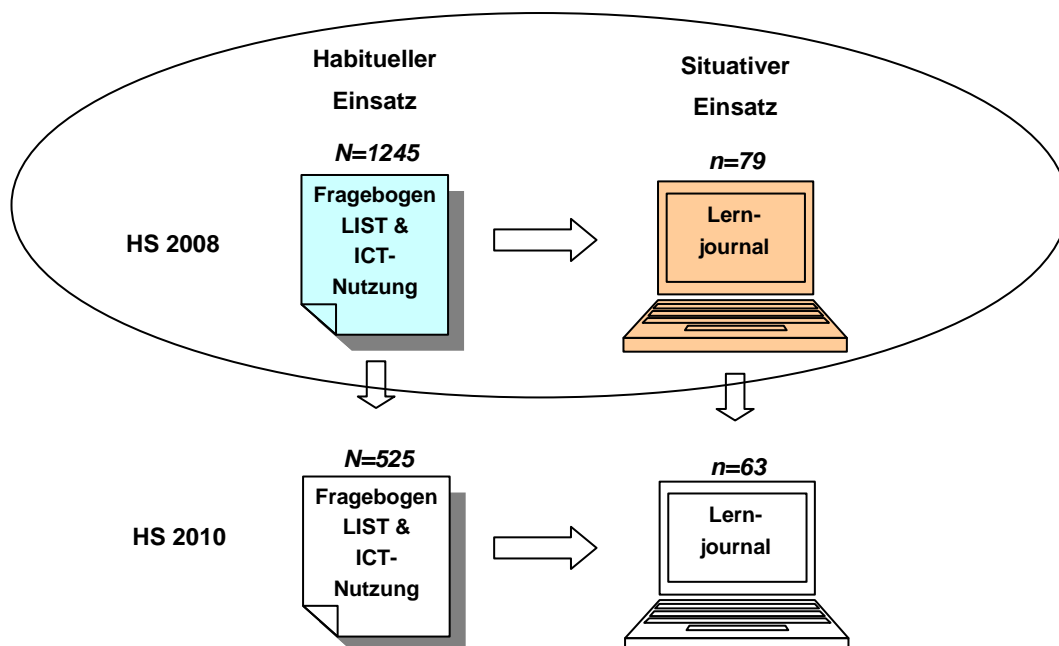 Habitueller
Einsatz
Situativer
Einsatz
N=1245
n=79
HS 2008
Fragebogen
LIST &
ICT-
Nutzung
Lern-
journal
N=525
n=63
HS 2010
Fragebogen
LIST &
ICT-
Nutzung
Lern-
journal